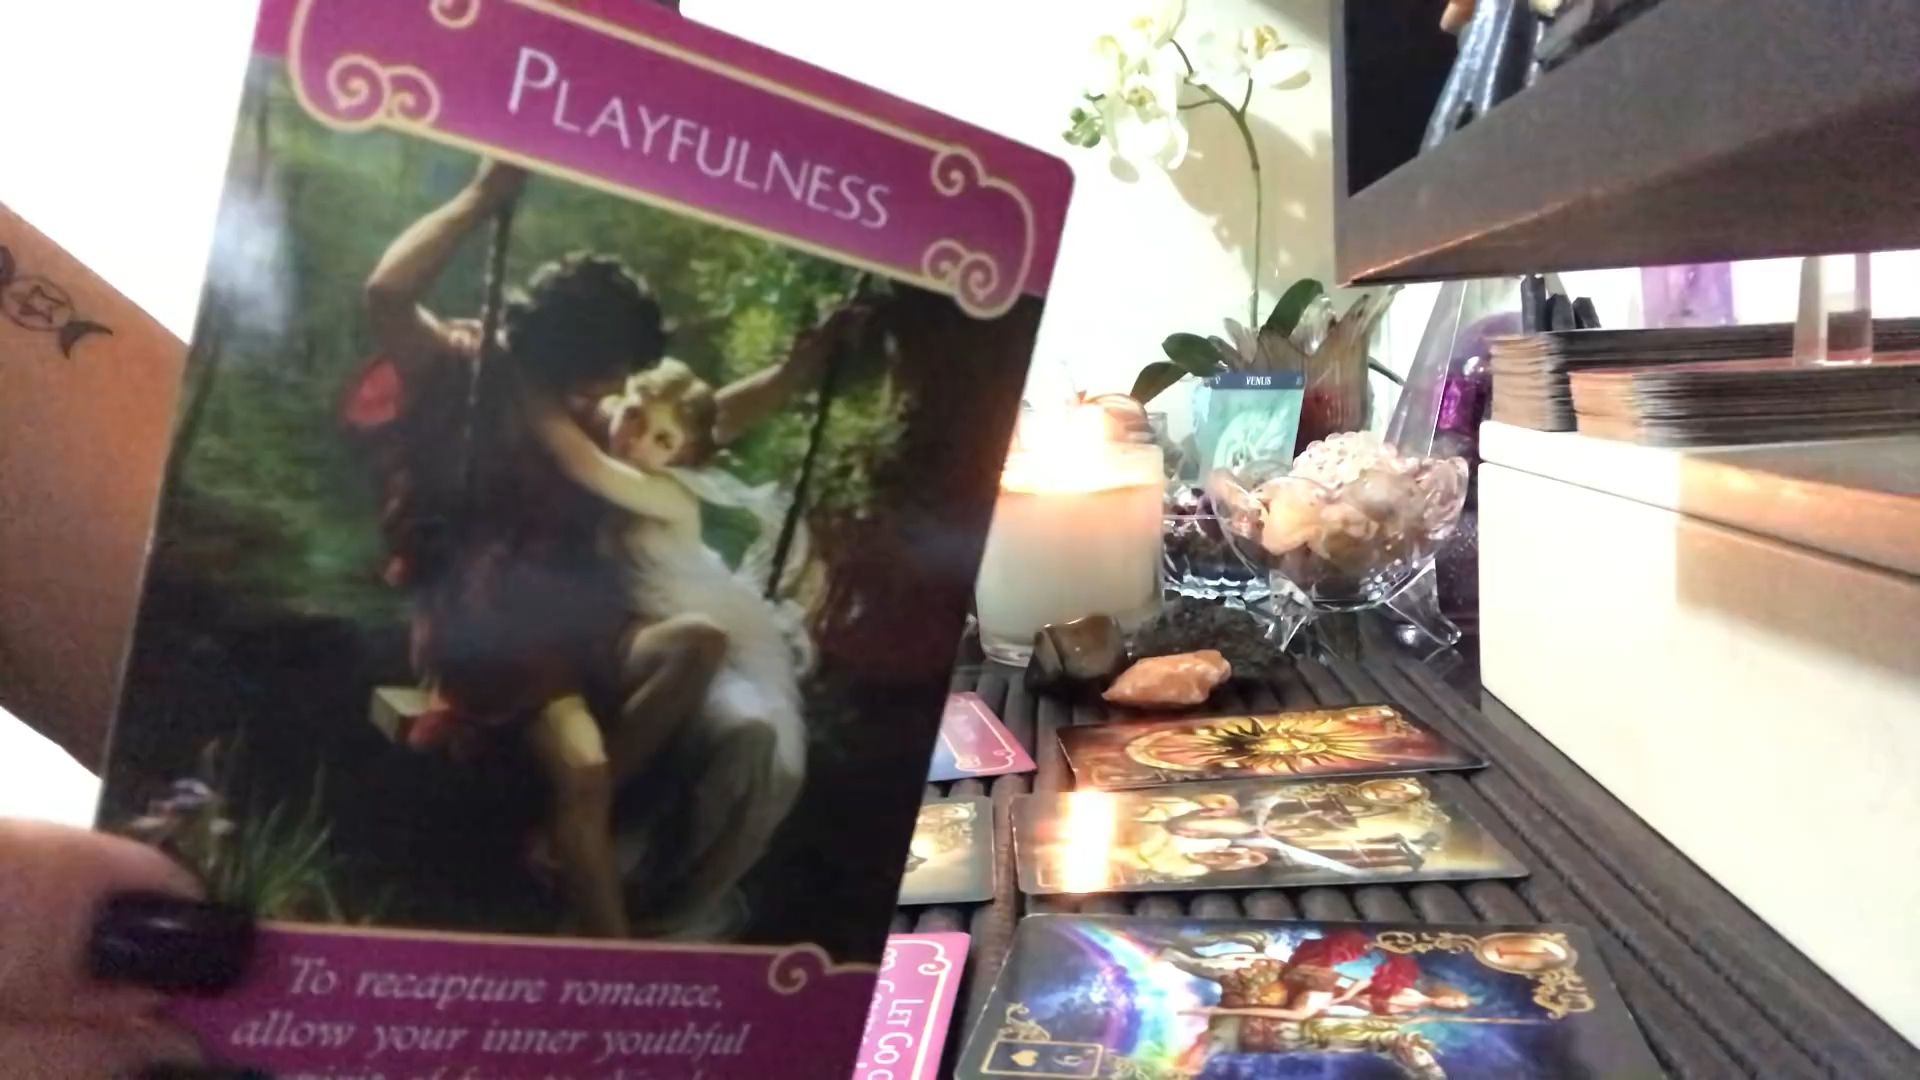 PLAYFULNESS
To recapture romance,
allow your inner youthful
VENUS
LET GO